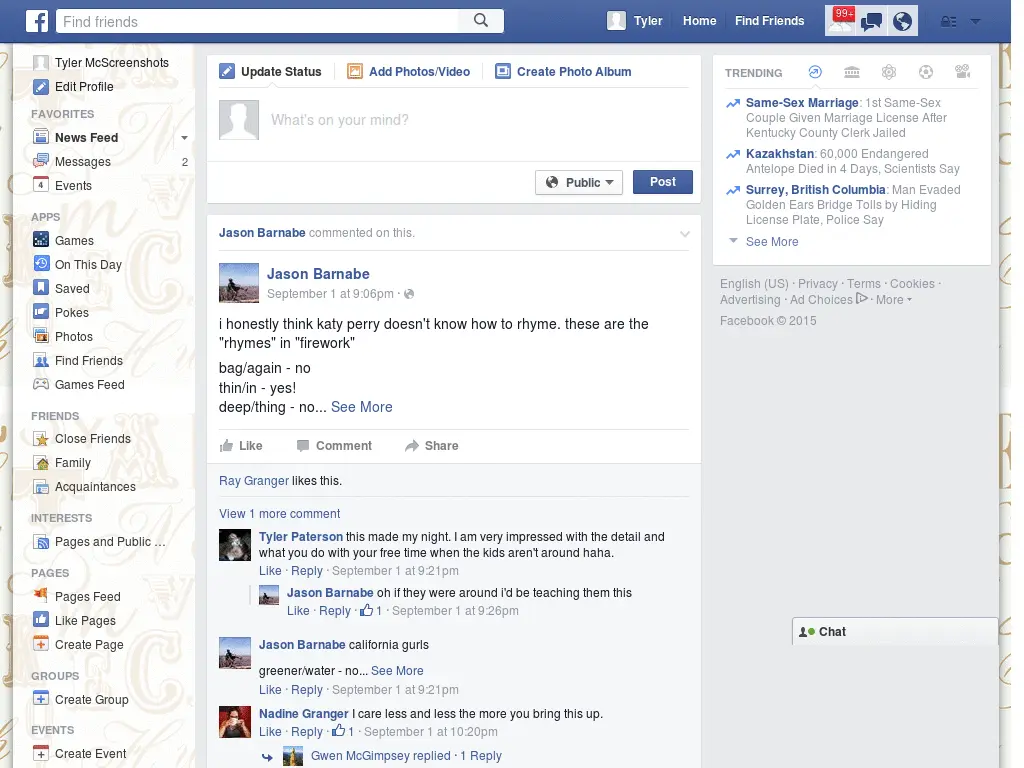 Find friends
Tyler
Home
Find Friends
99+
Tyler McScreenshots
Edit Profile
FAVORITES
News Feed
Messages
2
4
Events
APPS
Games
On This Day
Saved
Pokes
Photos
Find Friends
Games Feed
FRIENDS
Close Friends
Family
Acquaintances
INTERESTS
Pages and Public ...
PAGES
Pages Feed
Like Pages
Create Page
GROUPS
Create Group
EVENTS
Create Event
Update Status
Add Photos/Video
Create Photo Album
What's on your mind?
Public
Post
Jason Barnabe commented on this.
Jason Barnabe
September 1 at 9:06pm ·
i honestly think katy perry doesn't know how to rhyme. these are the
"rhymes" in "firework"
bag/again - no
thin/in - yes!
deep/thing - no... See More
Like
Comment
Share
Ray Granger likes this.
View 1 more comment
Tyler Paterson this made my night. I am very impressed with the detail and
what you do with your free time when the kids aren't around haha.
Like · Reply · September 1 at 9:21pm
Jason Barnabe oh if they were around i'd be teaching them this
Like · Reply · 1 · September 1 at 9:26pm
Jason Barnabe california gurls
greener/water - no... See More
Like · Reply · September 1 at 9:21pm
Nadine Granger I care less and less the more you bring this up.
Like · Reply · 1 · September 1 at 10:20pm
Gwen McGimpsey replied · 1 Reply
TRENDING
Same-Sex Marriage: 1st Same-Sex
Couple Given Marriage License After
Kentucky County Clerk Jailed
Kazakhstan: 60,000 Endangered
Antelope Died in 4 Days, Scientists Say
Surrey, British Columbia: Man Evaded
Golden Ears Bridge Tolls by Hiding
License Plate, Police Say
See More
English (US) · Privacy · Terms · Cookies ·
Advertising · Ad Choices · More
Facebook © 2015
Chat